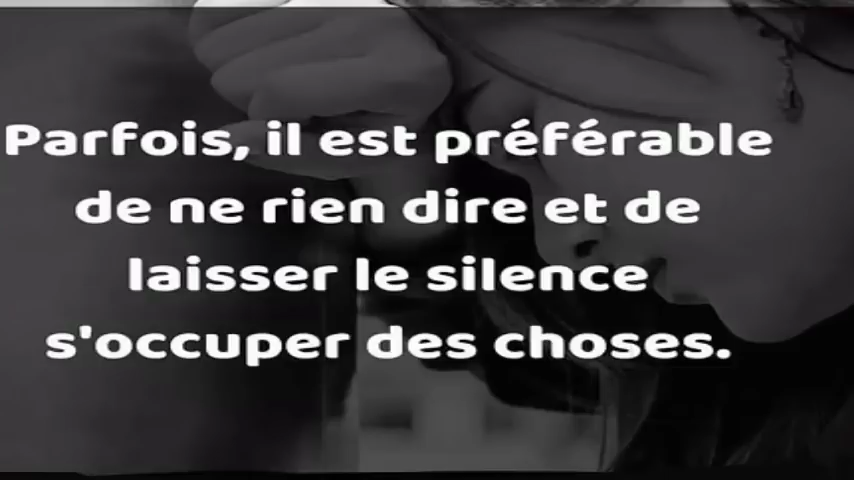 Parfois, il est préférable
de ne rien dire et de
laisser le silence
s'occuper des choses.